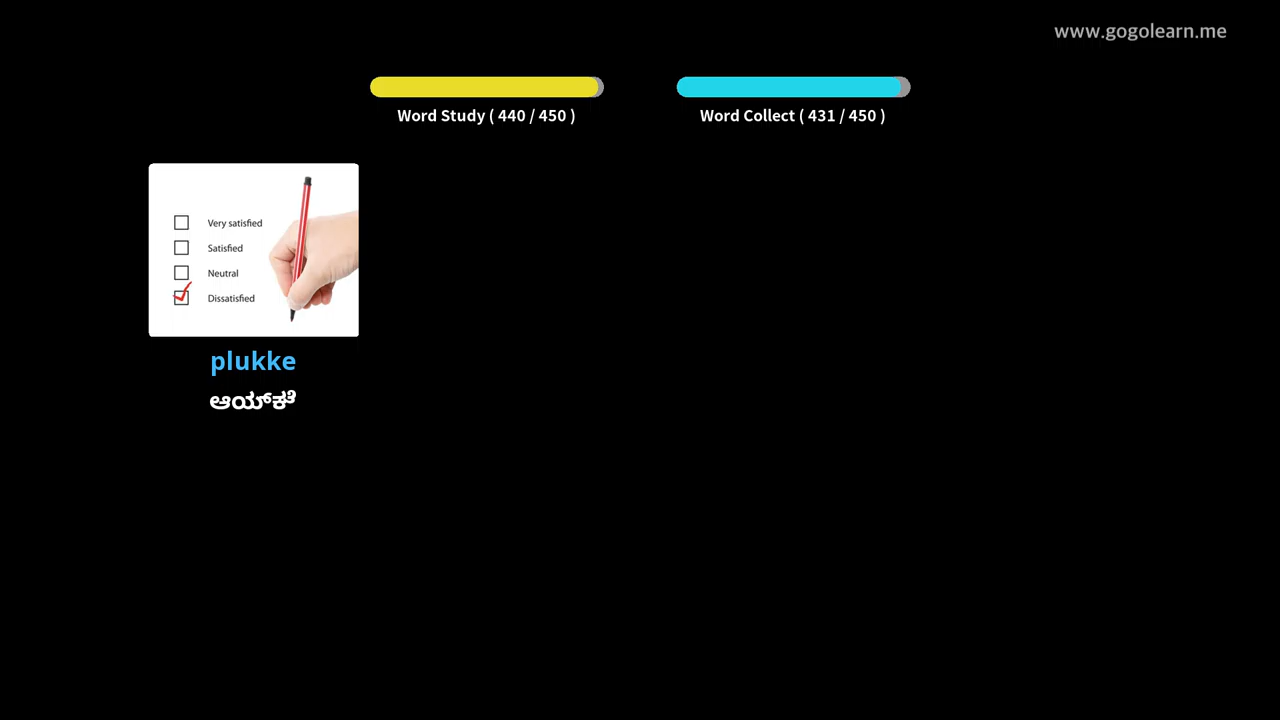 www.gogolearn.me
Word Study ( 440 / 450 )
Word Collect ( 431 / 450 )
Very satisfied
Satisfied
Neutral
Dissatisfied
plukke
ಆಯ್ಕೆ